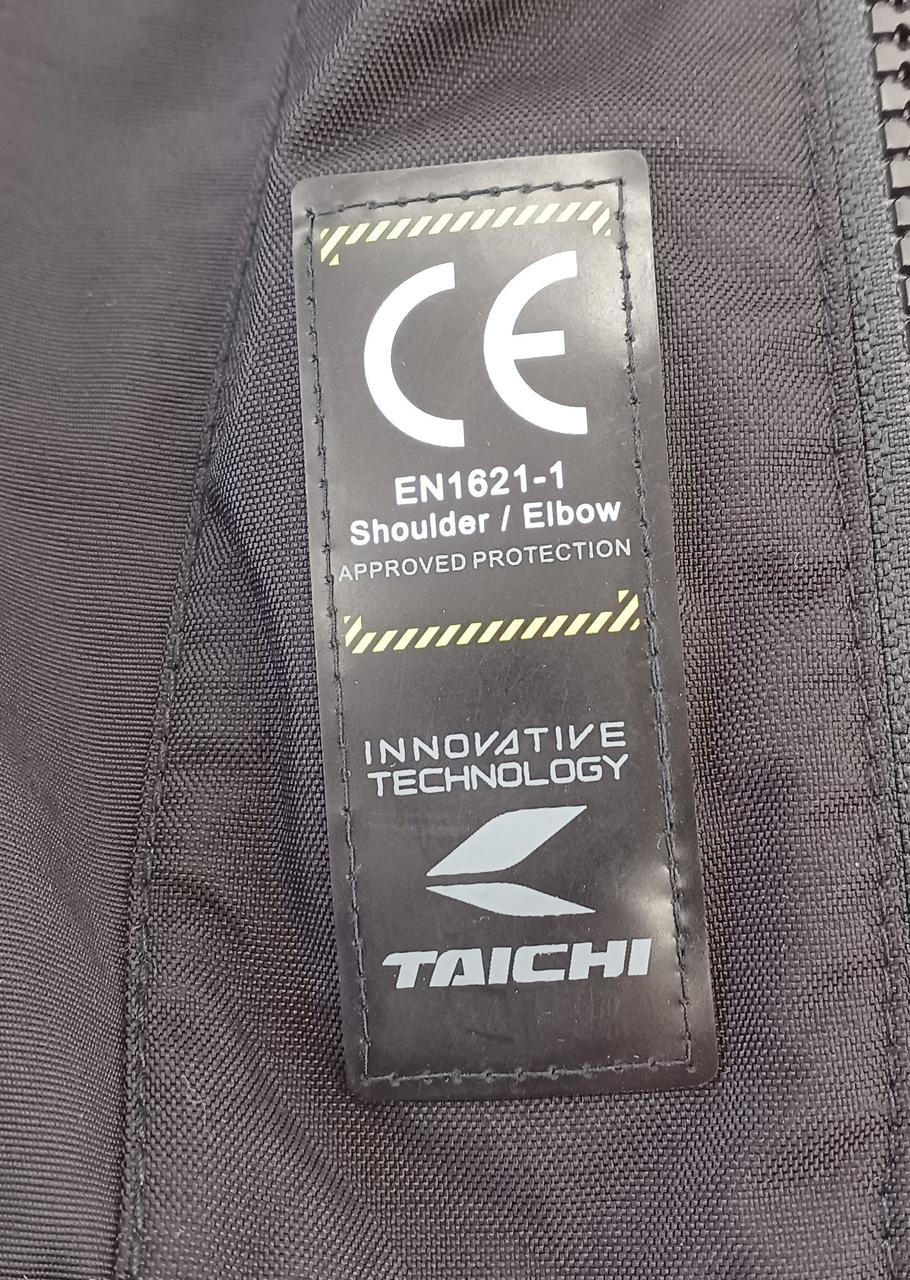 CE
EN1621-1
Shoulder / Elbow
APPROVED PROTECTION
INNOVATIVE
TECHNOLOGY
TAICHI